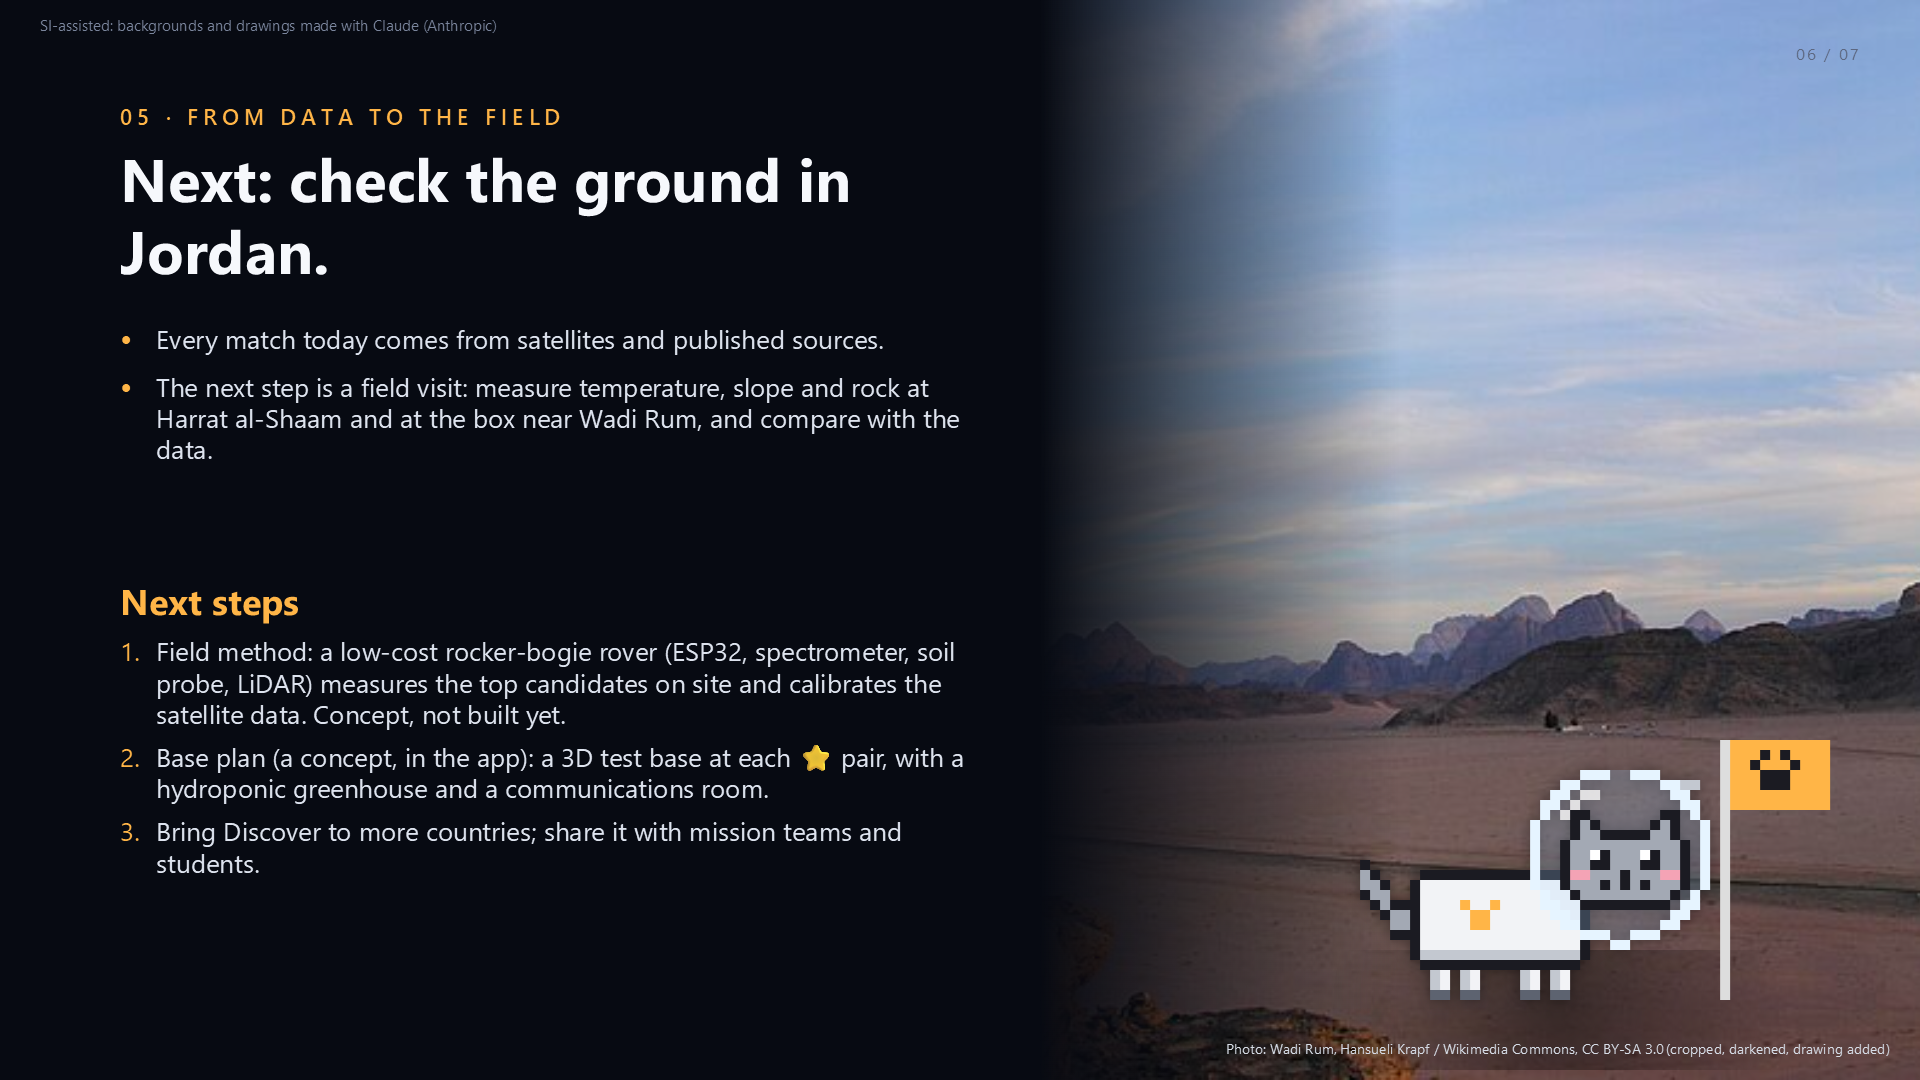 SI-assisted: backgrounds and drawings made with Claude (Anthropic)
06 / 07
05 · FROM DATA TO THE FIELD
Next: check the ground in
Jordan.
• Every match today comes from satellites and published sources.
• The next step is a field visit: measure temperature, slope and rock at
Harrat al-Shaam and at the box near Wadi Rum, and compare with the
data.
Next steps
1. Field method: a low-cost rocker-bogie rover (ESP32, spectrometer, soil
probe, LiDAR) measures the top candidates on site and calibrates the
satellite data. Concept, not built yet.
2. Base plan (a concept, in the app): a 3D test base at each ⭐ pair, with a
hydroponic greenhouse and a communications room.
3. Bring Discover to more countries; share it with mission teams and
students.
Photo: Wadi Rum, Hansueli Krapf / Wikimedia Commons, CC BY-SA 3.0 (cropped, darkened, drawing added)